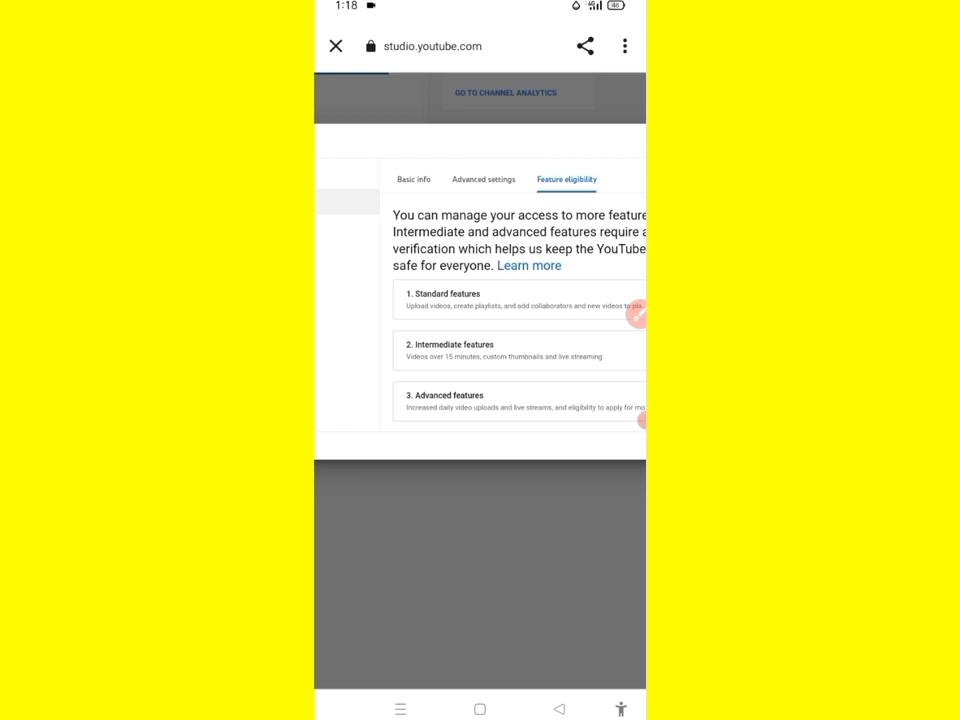 1:18
4G
48
studio.youtube.com
GO TO CHANNEL ANALYTICS
Basic info Advanced settings Feature eligibility
You can manage your access to more feature
Intermediate and advanced features require a
verification which helps us keep the YouTube
safe for everyone. Learn more
1. Standard features
Upload videos, create playlists, and add collaborators and new videos to pla
2. Intermediate features
Videos over 15 minutes, custom thumbnails and live streaming
3. Advanced features
Increased daily video uploads and live streams, and eligibility to apply for mo